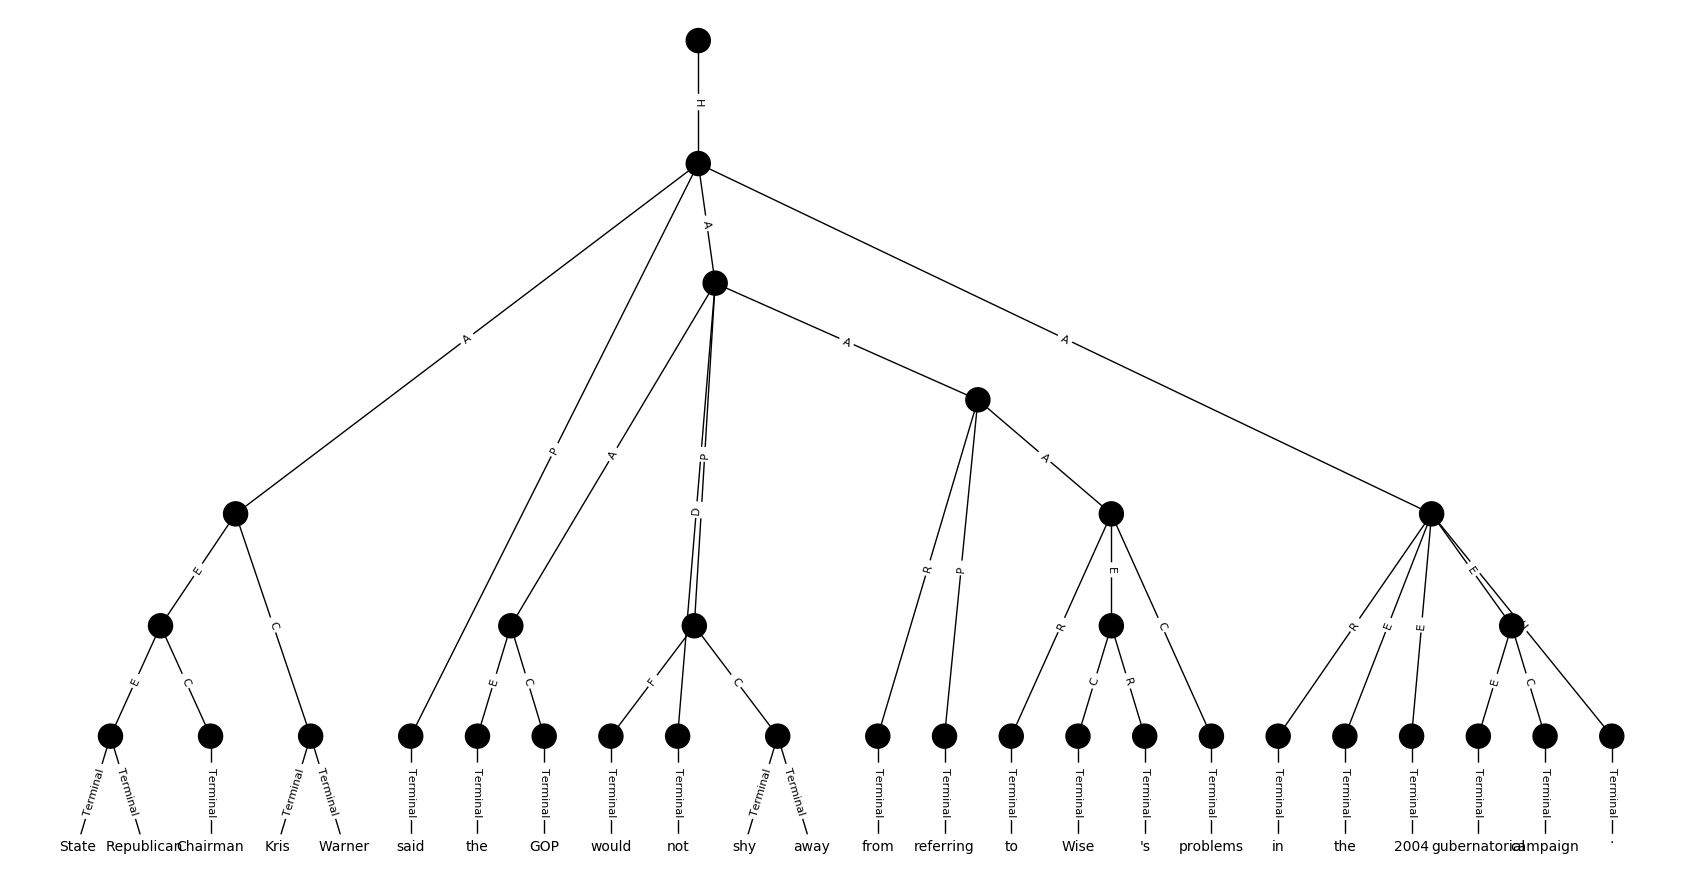 H
A
A
A
A
P
A
P
A
D
E
R
P
E
E
C
R
C
R
E
E
E
C
E
C
F
C
C
R
E
C
Terminal Terminal Terminal Terminal Terminal Terminal Terminal Terminal Terminal Terminal Terminal Terminal Terminal Terminal Terminal Terminal Terminal Terminal Terminal Terminal Terminal Terminal Terminal Terminal
State Republican Chairman Kris Warner said the GOP would not shy away from referring to Wise 's problems in the 2004 gubernatorial campaign .